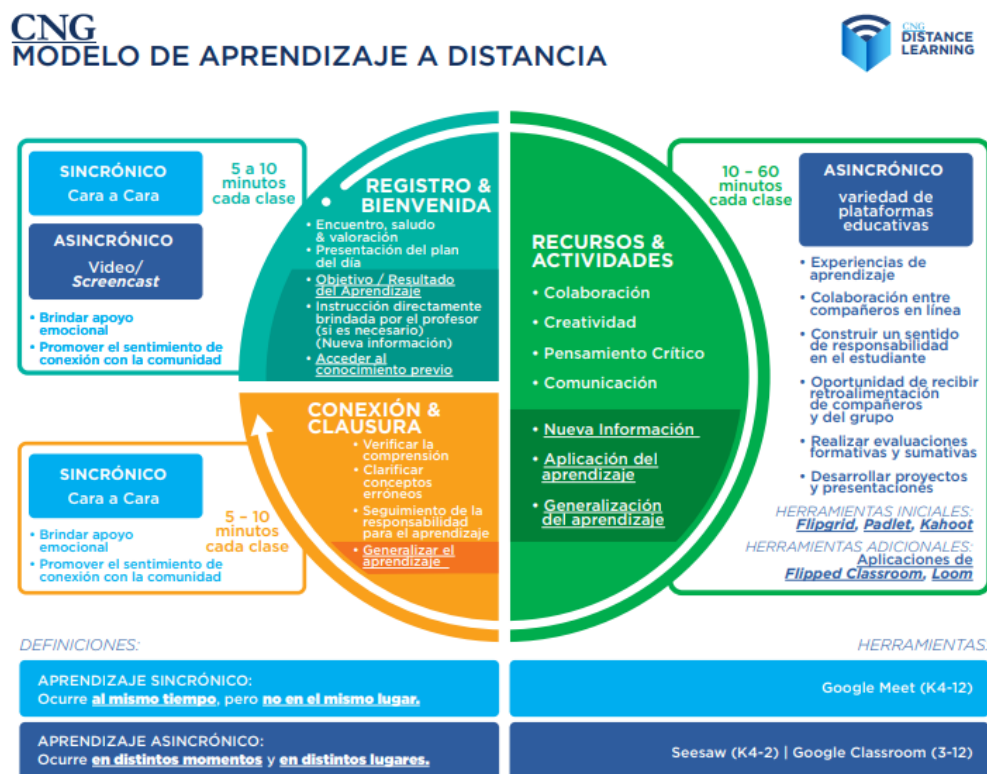 CNG
MODELO DE APRENDIZAJE A DISTANCIA
CNG
DISTANCE
LEARNING
SINCRÓNICO
Cara a Cara
ASINCRÓNICO
Video/
Screencast
5 a 10
minutos
cada clase
• Brindar apoyo
emocional
• Promover el sentimiento de
conexión con la comunidad
REGISTRO &
BIENVENIDA
• Encuentro, saludo
& valoración
• Presentación del plan
del día
• Objetivo / Resultado
del Aprendizaje
• Instrucción directamente
brindada por el profesor
(si es necesario)
(Nueva información)
• Acceder al
conocimiento previo
RECURSOS &
ACTIVIDADES
• Colaboración
• Creatividad
• Pensamiento Crítico
• Comunicación
• Nueva Información
• Aplicación del
aprendizaje
• Generalización
del aprendizaje
10 – 60
minutos
cada clase
ASINCRÓNICO
variedad de
plataformas
educativas
• Experiencias de
aprendizaje
• Colaboración entre
compañeros en línea
• Construir un sentido
de responsabilidad
en el estudiante
• Oportunidad de recibir
retroalimentación
de compañeros
y del grupo
• Realizar evaluaciones
formativas y sumativas
• Desarrollar proyectos
y presentaciones
HERRAMIENTAS INICIALES:
Flipgrid, Padlet, Kahoot
HERRAMIENTAS ADICIONALES:
Aplicaciones de
Flipped Classroom, Loom
SINCRÓNICO
Cara a Cara
5 – 10
minutos
cada clase
• Brindar apoyo
emocional
• Promover el sentimiento de
conexión con la comunidad
CONEXIÓN &
CLAUSURA
• Verificar la
comprensión
• Clarificar
conceptos
erróneos
• Seguimiento de la
responsabilidad
para el aprendizaje
• Generalizar el
aprendizaje
DEFINICIONES:
HERRAMIENTAS:
APRENDIZAJE SINCRÓNICO:
Ocurre al mismo tiempo, pero no en el mismo lugar.
Google Meet (K4-12)
APRENDIZAJE ASINCRÓNICO:
Ocurre en distintos momentos y en distintos lugares.
Seesaw (K4-2) | Google Classroom (3-12)